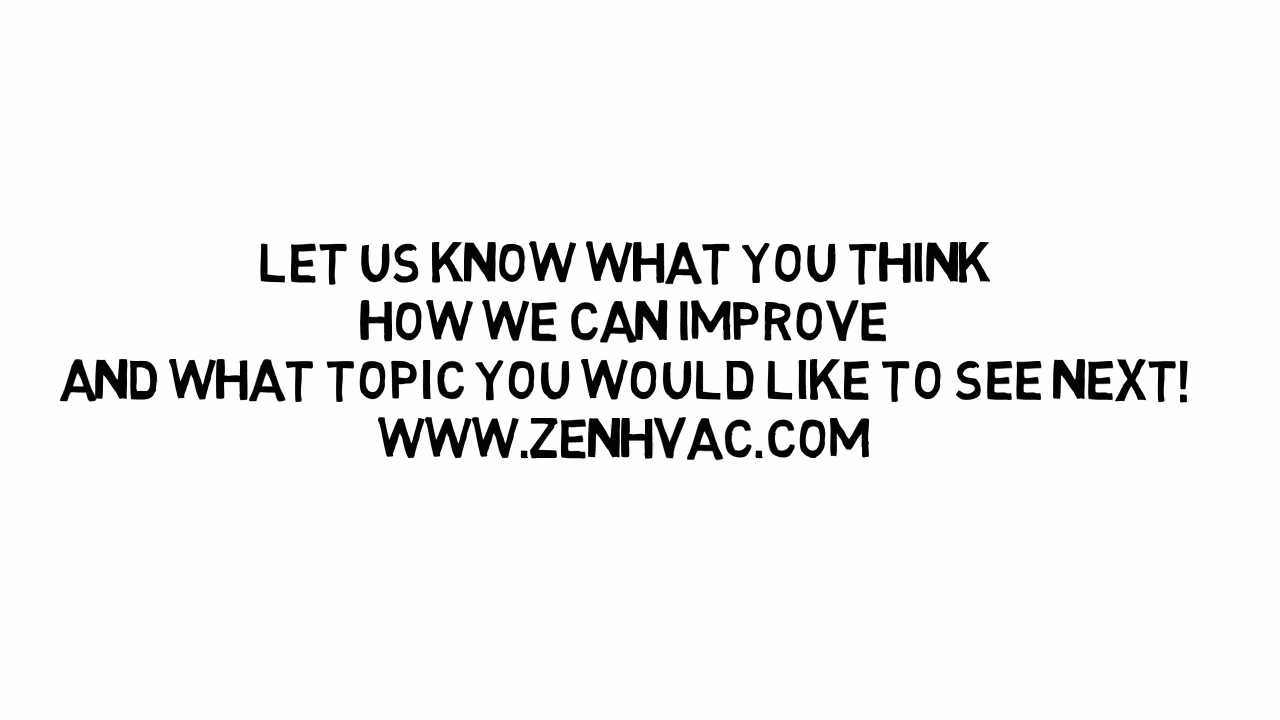 LET US KNOW WHAT YOU THINK
HOW WE CAN IMPROVE
AND WHAT TOPIC YOU WOULD LIKE TO SEE NEXT!
WWW.ZENHVAC.COM